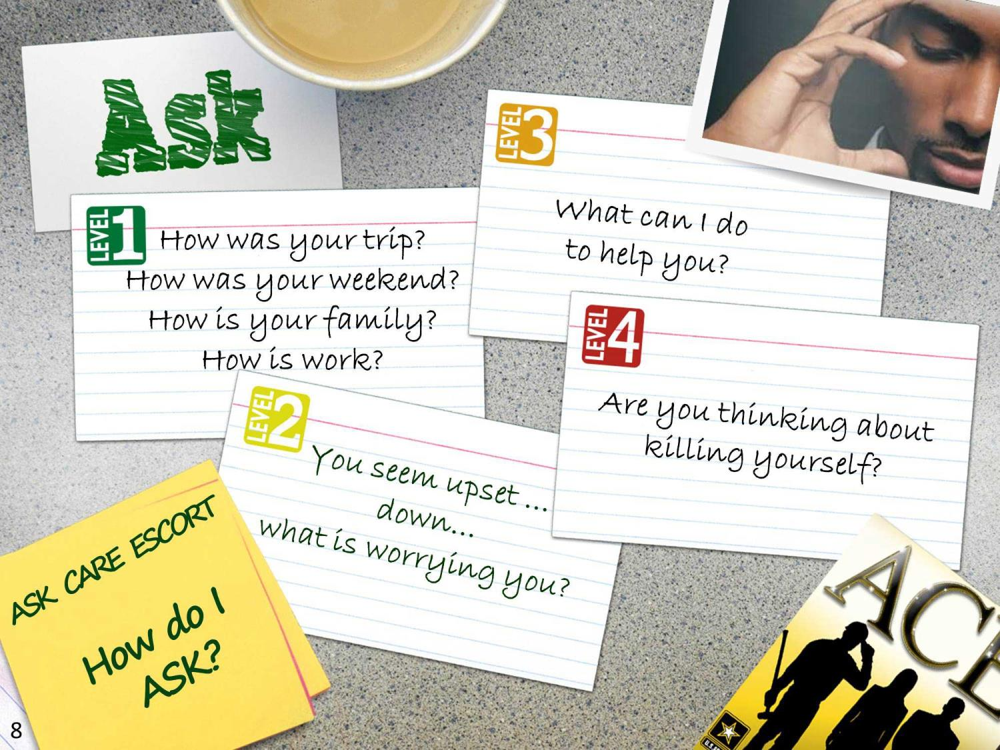 Ask
LEVEL 1
How was your trip?
How was your weekend?
How is your family?
How is work?
LEVEL 2
You seem upset ...
down...
what is worrying you?
LEVEL 3
What can I do
to help you?
LEVEL 4
Are you thinking about
killing yourself?
ASK CARE ESCORT
How do I
ASK?
ACE
U.S.
8